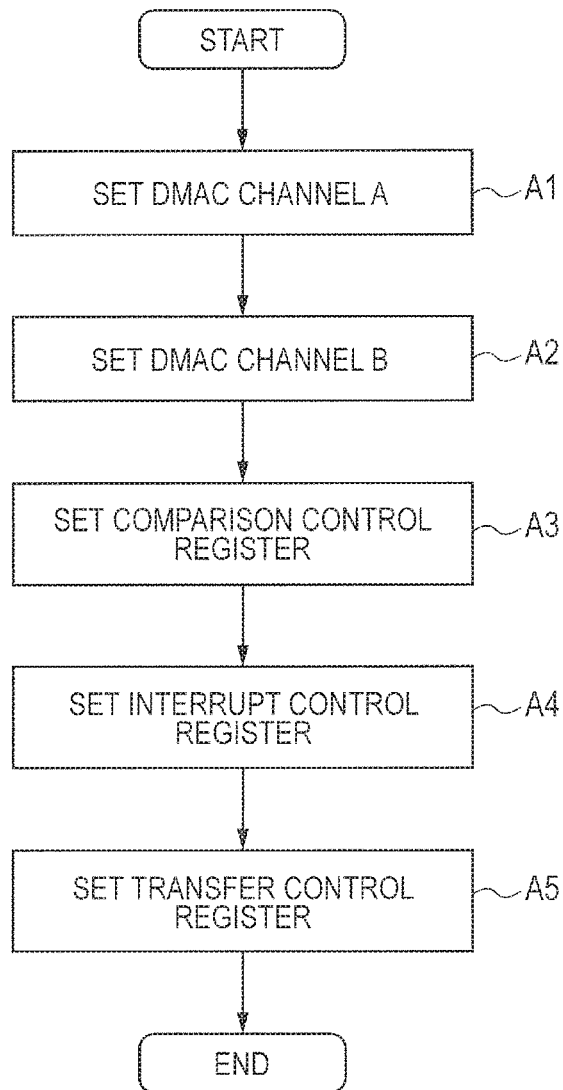 START
SET DMAC CHANNEL A
A1
SET DMAC CHANNEL B
A2
SET COMPARISON CONTROL
REGISTER
A3
SET INTERRUPT CONTROL
REGISTER
A4
SET TRANSFER CONTROL
REGISTER
A5
END